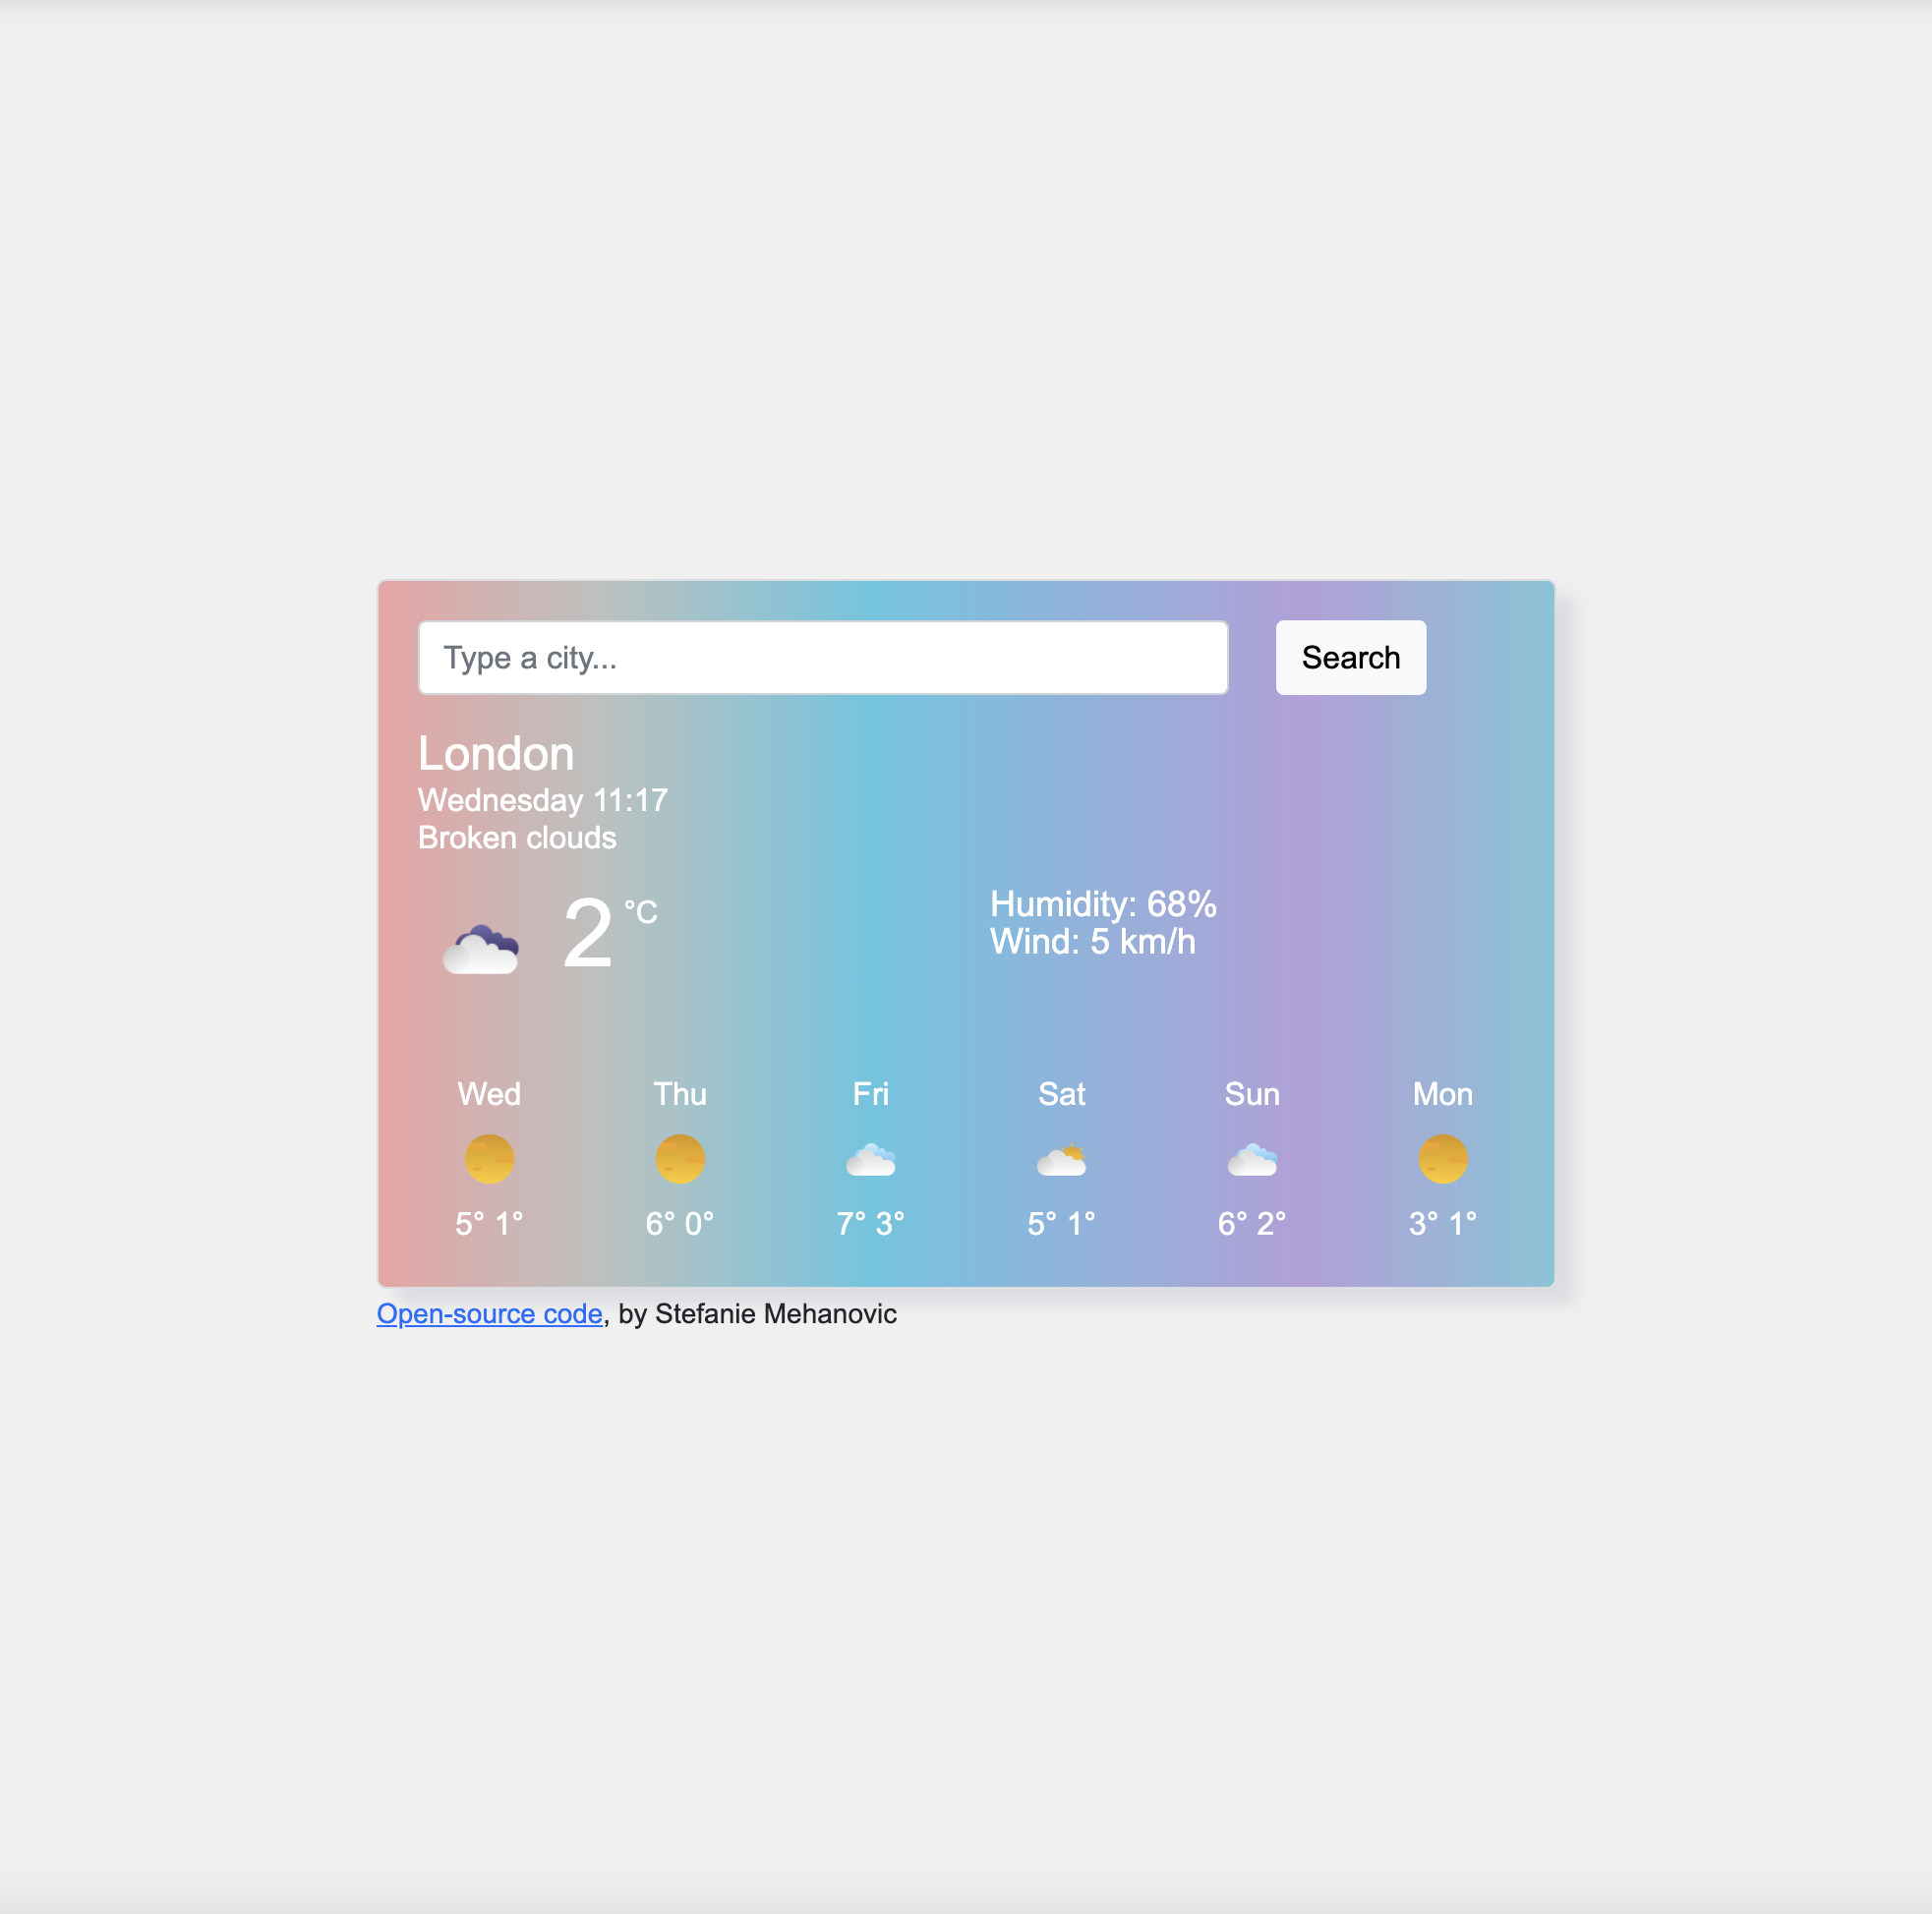 Type a city...
Search
London
Wednesday 11:17
Broken clouds
2 °C
Humidity: 68%
Wind: 5 km/h
Wed Thu Fri Sat Sun Mon
5° 1° 6° 0° 7° 3° 5° 1° 6° 2° 3° 1°
Open-source code, by Stefanie Mehanovic